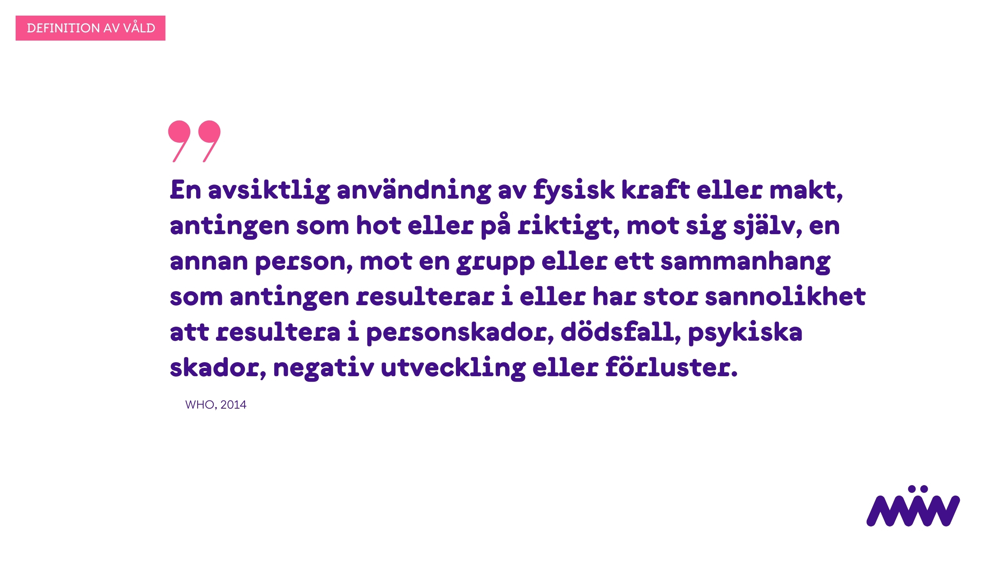 DEFINITION AV VÅLD
”
En avsiktlig användning av fysisk kraft eller makt,
antingen som hot eller på riktigt, mot sig själv, en
annan person, mot en grupp eller ett sammanhang
som antingen resulterar i eller har stor sannolikhet
att resultera i personskador, dödsfall, psykiska
skador, negativ utveckling eller förluster.
WHO, 2014
MÄN